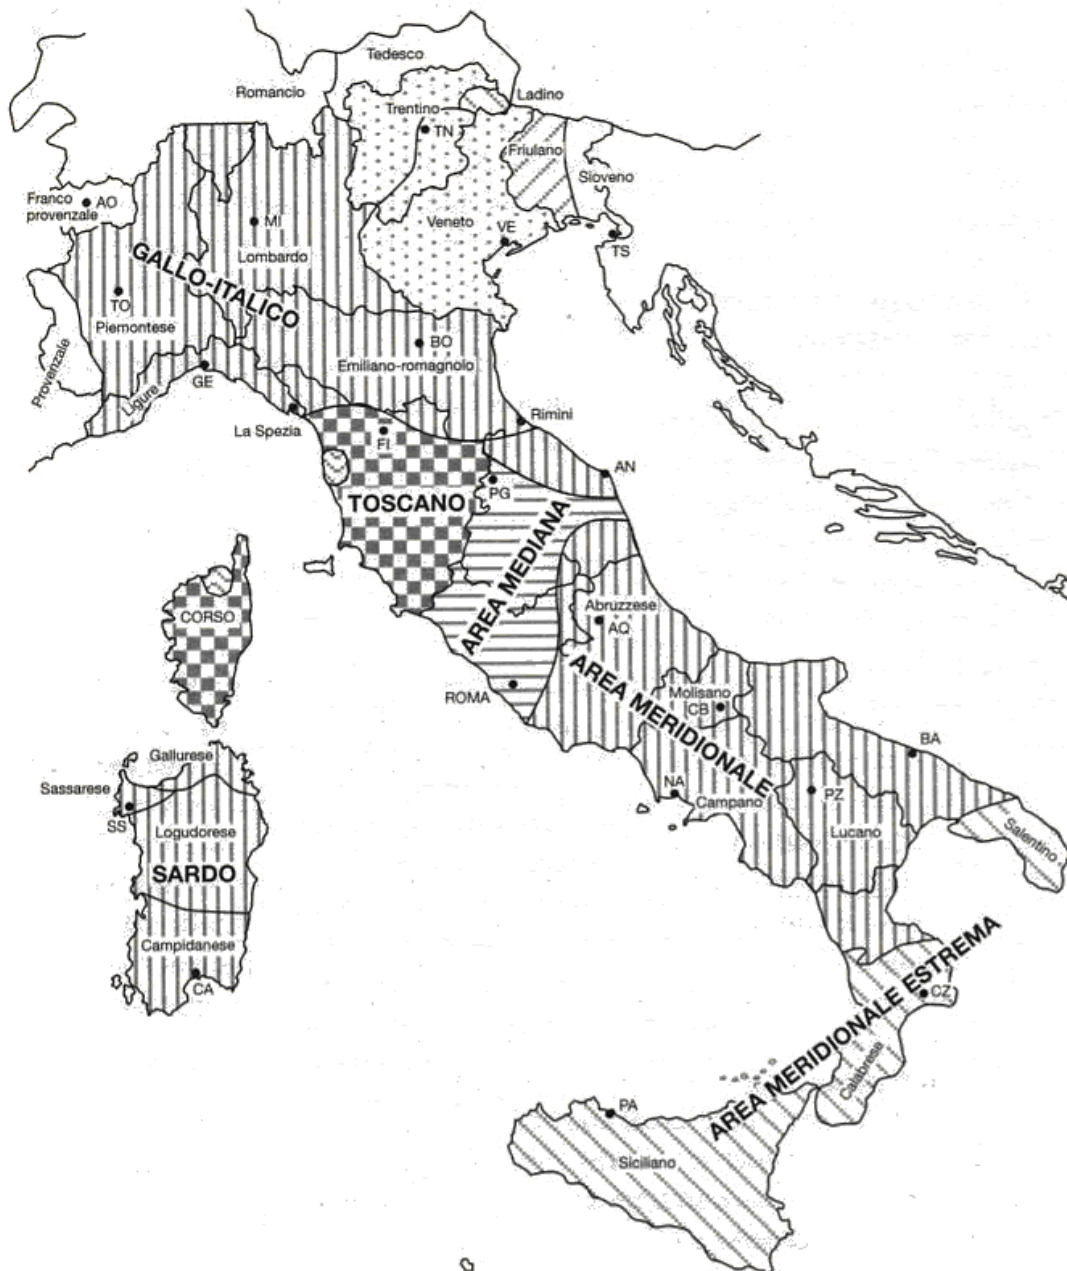 Tedesco
Romancio
Ladino
Trentino
TN
Friulano
Sloveno
Franco
provenzale
AO
MI
Veneto
VE
TS
Lombardo
GALLO-ITALICO
TO
Piemontese
BO
Emiliano-romagnolo
Provenzale
GE
Ligure
La Spezia
Rimini
FI
AN
PG
TOSCANO
AREA MEDIANA
CORSO
Abruzzese
AQ
AREA MERIDIONALE
ROMA
Molisano
CB
BA
Gallurese
Sassarese
SS
NA
Campano
PZ
Lucano
Salentino
Logudorese
SARDO
Campidanese
CA
AREA MERIDIONALE ESTREMA
CZ
Calabrese
PA
Siciliano